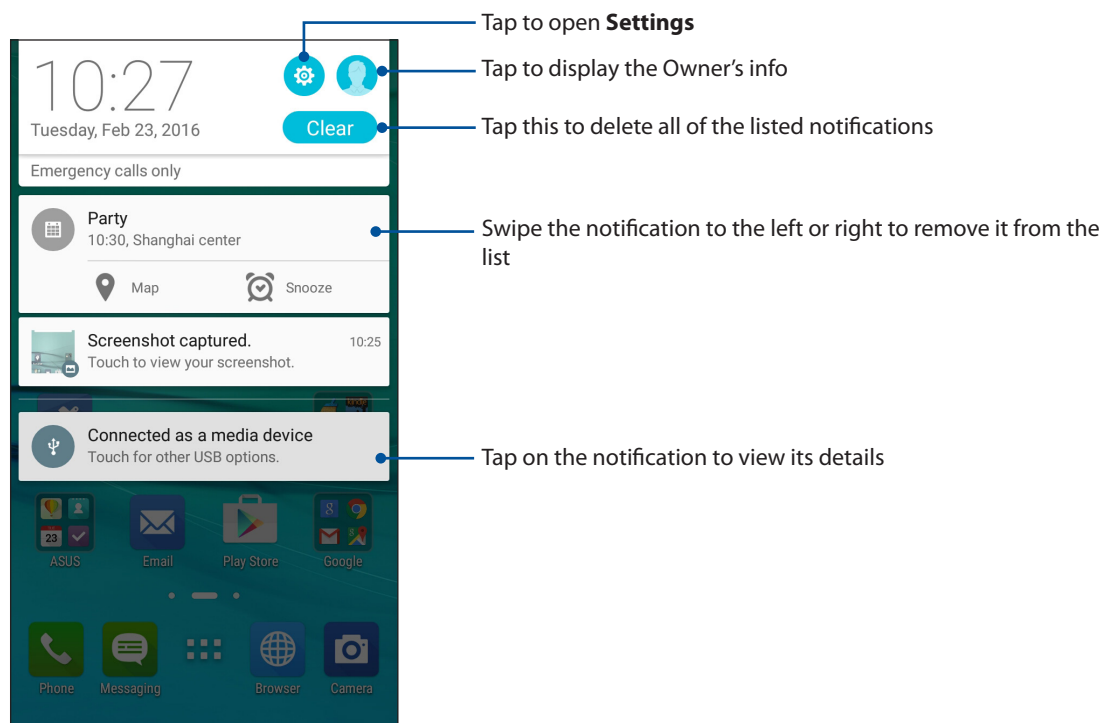 Tap to open Settings
10:27
Tap to display the Owner's info
Tuesday, Feb 23, 2016
Clear
Tap this to delete all of the listed notifications
Emergency calls only
Party
10:30, Shanghai center
Swipe the notification to the left or right to remove it from the
list
Map
Snooze
Screenshot captured.
10:25
Touch to view your screenshot.
Connected as a media device
Touch for other USB options.
Tap on the notification to view its details
23
8
ASUS
Email
Play Store
Google
Phone
Messaging
Browser
Camera